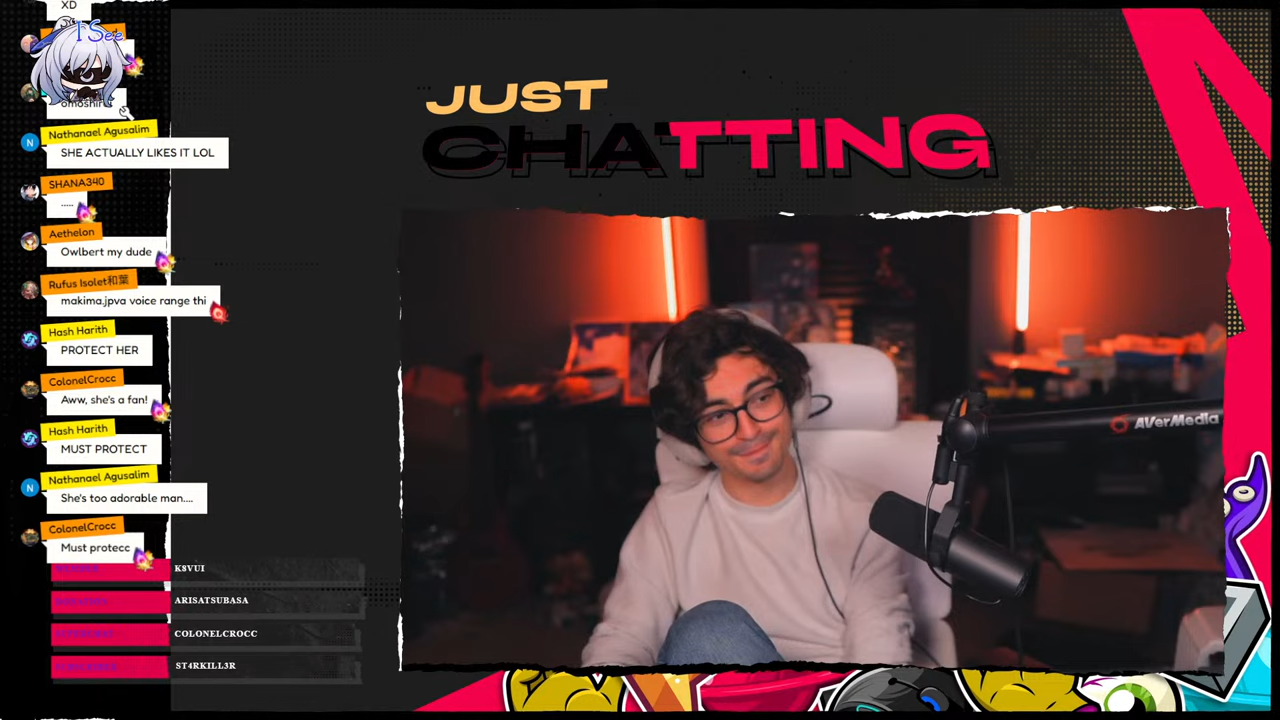 XD
I See
omoshir
Nathanael Agusalim
SHE ACTUALLY LIKES IT LOL
SHANA340
.....
Aethelon
Owlbert my dude
Rufus Isolet和葉
makima.jpva voice range thi
Hash Harith
PROTECT HER
ColonelCrocc
Aww, she's a fan!
Hash Harith
MUST PROTECT
Nathanael Agusalim
She's too adorable man....
ColonelCrocc
Must protecc
K8VUI
ARISATSUBASA
COLONELCROCC
ST4RKILL3R
JUST
CHATTING
AVerMedia